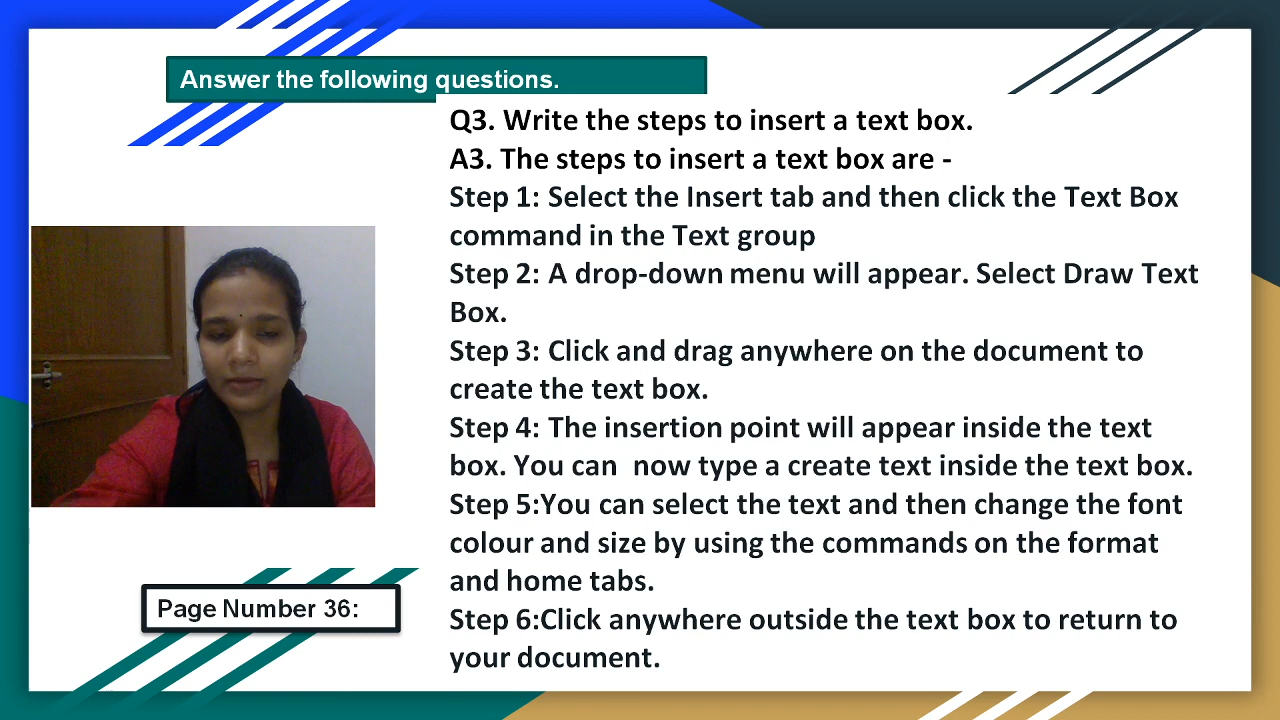 Answer the following questions.
Q3. Write the steps to insert a text box.
A3. The steps to insert a text box are -
Step 1: Select the Insert tab and then click the Text Box
command in the Text group
Step 2: A drop-down menu will appear. Select Draw Text
Box.
Step 3: Click and drag anywhere on the document to
create the text box.
Step 4: The insertion point will appear inside the text
box. You can  now type a create text inside the text box.
Step 5:You can select the text and then change the font
colour and size by using the commands on the format
and home tabs.
Step 6:Click anywhere outside the text box to return to
your document.
Page Number 36: